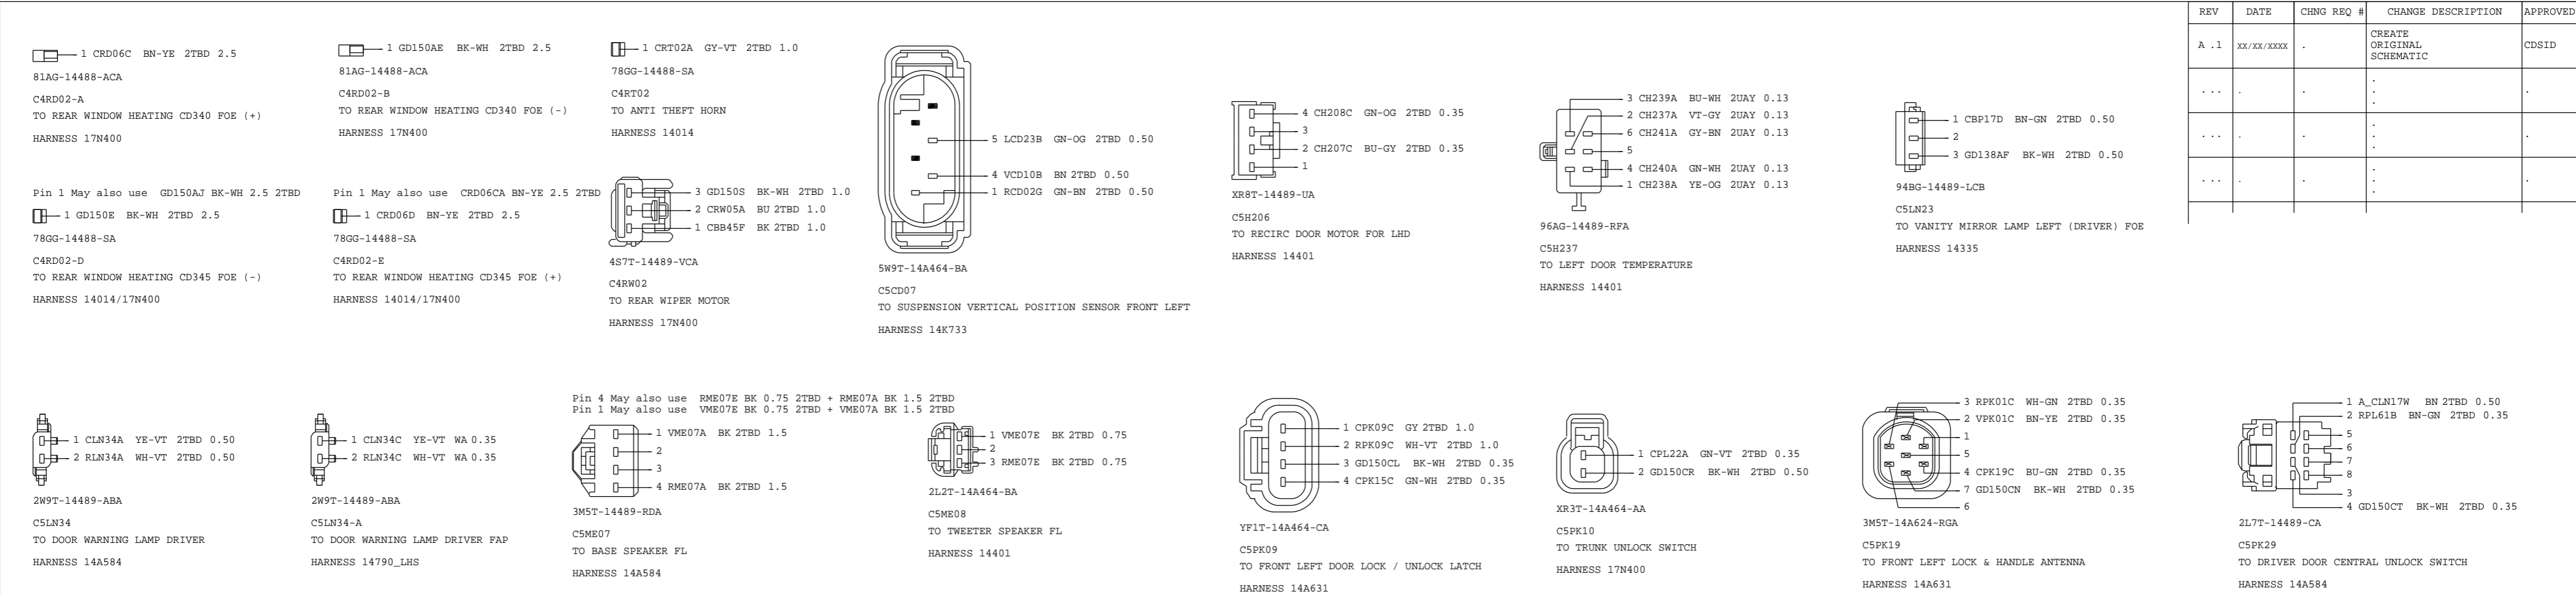 1 CRD06C BN-YE 2TBD 2.5
81AG-14488-ACA
C4RD02-A
TO REAR WINDOW HEATING CD340 FOE (+)
HARNESS 17N400
1 GD150AE BK-WH 2TBD 2.5
81AG-14488-ACA
C4RD02-B
TO REAR WINDOW HEATING CD340 FOE (-)
HARNESS 17N400
1 CRT02A GY-VT 2TBD 1.0
78GG-14488-SA
C4RT02
TO ANTI THEFT HORN
HARNESS 14014
Pin 1 May also use GD150AJ BK-WH 2.5 2TBD
1 GD150E BK-WH 2TBD 2.5
78GG-14488-SA
C4RD02-D
TO REAR WINDOW HEATING CD345 FOE (-)
HARNESS 14014/17N400
Pin 1 May also use CRD06CA BN-YE 2.5 2TBD
1 CRD06D BN-YE 2TBD 2.5
78GG-14488-SA
C4RD02-E
TO REAR WINDOW HEATING CD345 FOE (+)
HARNESS 14014/17N400
3 GD150S BK-WH 2TBD 1.0
2 CRW05A BU 2TBD 1.0
1 CBB45F BK 2TBD 1.0
4S7T-14489-VCA
C4RW02
TO REAR WIPER MOTOR
HARNESS 17N400
5 LCD23B GN-OG 2TBD 0.50
4 VCD10B BN 2TBD 0.50
1 RCD02G GN-BN 2TBD 0.50
5W9T-14A464-BA
C5CD07
TO SUSPENSION VERTICAL POSITION SENSOR FRONT LEFT
HARNESS 14K733
4 CH208C GN-OG 2TBD 0.35
3
2 CH207C BU-GY 2TBD 0.35
1
XR8T-14489-UA
C5H206
TO RECIRC DOOR MOTOR FOR LHD
HARNESS 14401
3 CH239A BU-WH 2UAY 0.13
2 CH237A VT-GY 2UAY 0.13
6 CH241A GY-BN 2UAY 0.13
5
4 CH240A GN-WH 2UAY 0.13
1 CH238A YE-OG 2UAY 0.13
96AG-14489-RFA
C5H237
TO LEFT DOOR TEMPERATURE
HARNESS 14401
1 CBP17D BN-GN 2TBD 0.50
2
3 GD138AF BK-WH 2TBD 0.50
94BG-14489-LCB
C5LN23
TO VANITY MIRROR LAMP LEFT (DRIVER) FOE
HARNESS 14335
REV DATE CHNG REQ # CHANGE DESCRIPTION APPROVED
A .1 XX/XX/XXXX . CREATE
ORIGINAL
SCHEMATIC
CDSID
... . . .
.
.
.
... . . .
.
.
.
... . . .
.
.
.
1 CLN34A YE-VT 2TBD 0.50
2 RLN34A WH-VT 2TBD 0.50
2W9T-14489-ABA
C5LN34
TO DOOR WARNING LAMP DRIVER
HARNESS 14A584
1 CLN34C YE-VT WA 0.35
2 RLN34C WH-VT WA 0.35
2W9T-14489-ABA
C5LN34-A
TO DOOR WARNING LAMP DRIVER FAP
HARNESS 14790_LHS
Pin 4 May also use RME07E BK 0.75 2TBD + RME07A BK 1.5 2TBD
Pin 1 May also use VME07E BK 0.75 2TBD + VME07A BK 1.5 2TBD
1 VME07A BK 2TBD 1.5
2
3
4 RME07A BK 2TBD 1.5
3M5T-14489-RDA
C5ME07
TO BASE SPEAKER FL
HARNESS 14A584
1 VME07E BK 2TBD 0.75
2
3 RME07E BK 2TBD 0.75
2L2T-14A464-BA
C5ME08
TO TWEETER SPEAKER FL
HARNESS 14401
1 CPK09C GY 2TBD 1.0
2 RPK09C WH-VT 2TBD 1.0
3 GD150CL BK-WH 2TBD 0.35
4 CPK15C GN-WH 2TBD 0.35
YF1T-14A464-CA
C5PK09
TO FRONT LEFT DOOR LOCK / UNLOCK LATCH
HARNESS 14A631
1 CPL22A GN-VT 2TBD 0.35
2 GD150CR BK-WH 2TBD 0.50
XR3T-14A464-AA
C5PK10
TO TRUNK UNLOCK SWITCH
HARNESS 17N400
3 RPK01C WH-GN 2TBD 0.35
2 VPK01C BN-YE 2TBD 0.35
1
5
4 CPK19C BU-GN 2TBD 0.35
7 GD150CN BK-WH 2TBD 0.35
6
3M5T-14A624-RGA
C5PK19
TO FRONT LEFT LOCK & HANDLE ANTENNA
HARNESS 14A631
1 A_CLN17W BN 2TBD 0.50
2 RPL61B BN-GN 2TBD 0.35
5
6
7
8
3
4 GD150CT BK-WH 2TBD 0.35
2L7T-14489-CA
C5PK29
TO DRIVER DOOR CENTRAL UNLOCK SWITCH
HARNESS 14A584